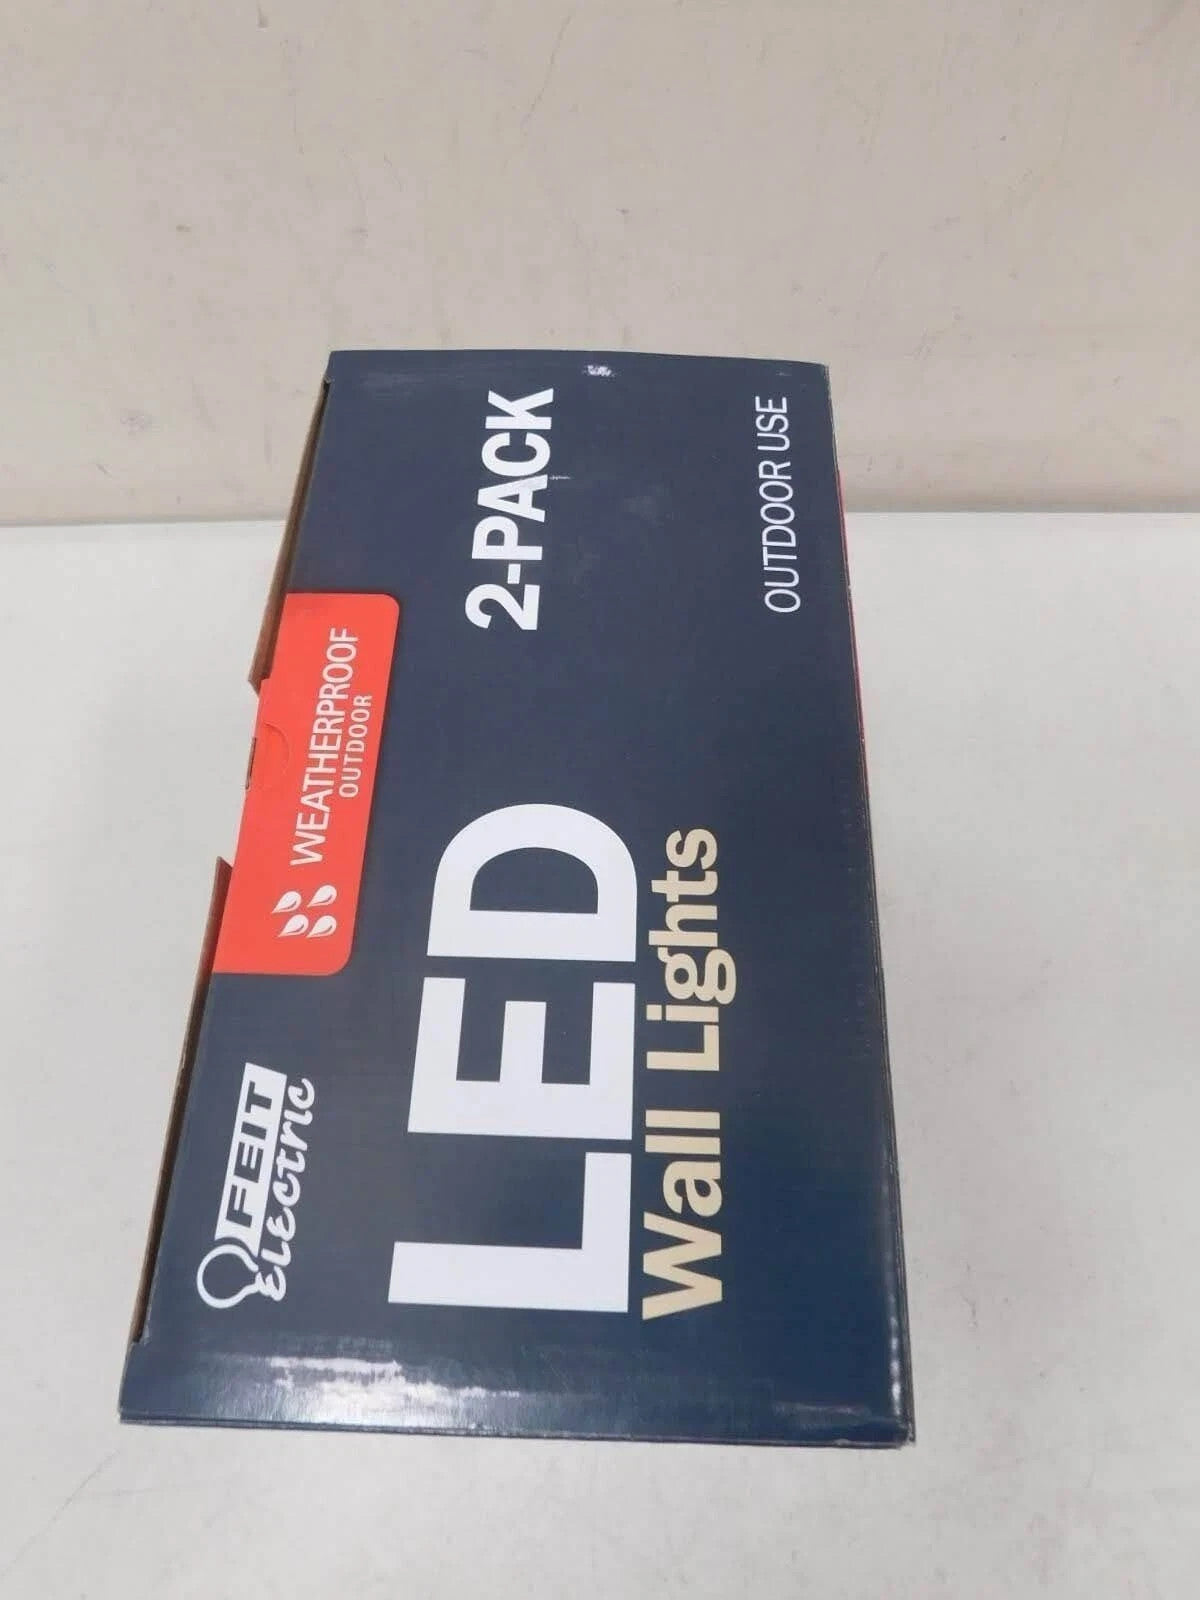 FEIT
Electric
WEATHERPROOF
OUTDOOR
LED
Wall Lights
2-PACK
OUTDOOR USE